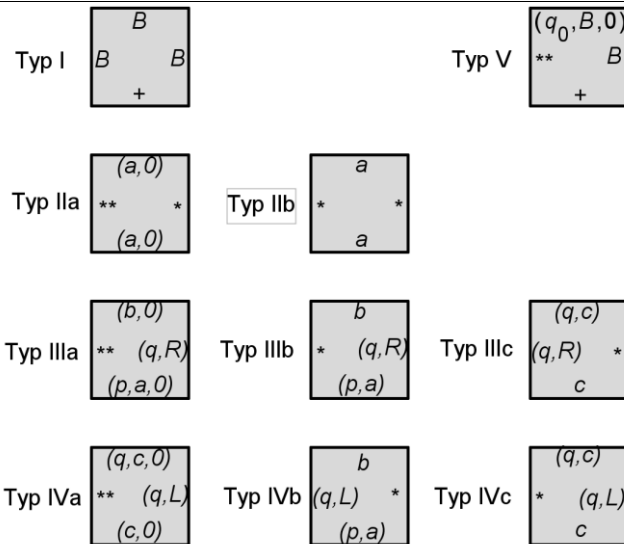 B
Typ I
B
B
+
(q0,B,0)
Typ V
**
B
+
(a,0)
Typ IIa
**
*
(a,0)
a
Typ IIb
*
*
a
(b,0)
Typ IIIa
**
(q,R)
(p,a,0)
b
Typ IIIb
*
(q,R)
(p,a)
(q,c)
Typ IIIc
(q,R)
*
c
(q,c,0)
Typ IVa
**
(q,L)
(c,0)
b
Typ IVb
(q,L)
*
(p,a)
(q,c)
Typ IVc
*
(q,L)
c